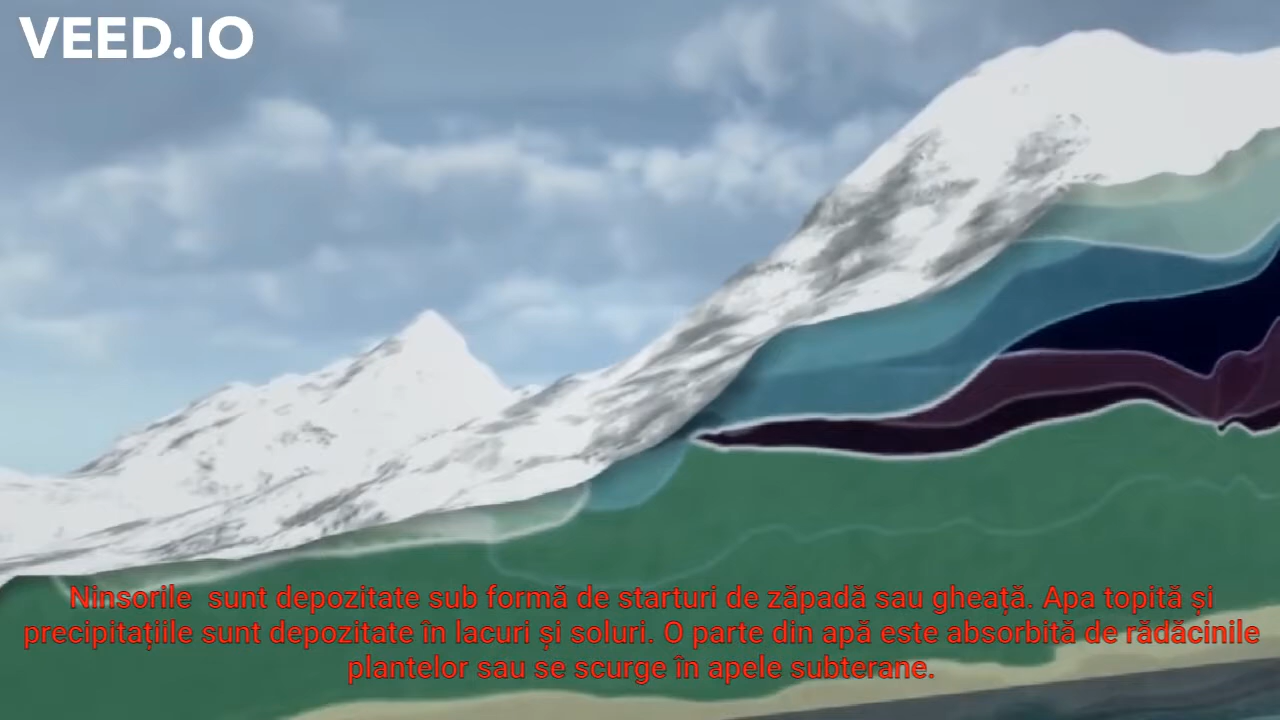 VEED.IO
Ninsorile  sunt depozitate sub formă de starturi de zăpadă sau gheață. Apa topită și
precipitațiile sunt depozitate în lacuri și soluri. O parte din apă este absorbită de rădăcinile
plantelor sau se scurge în apele subterane.